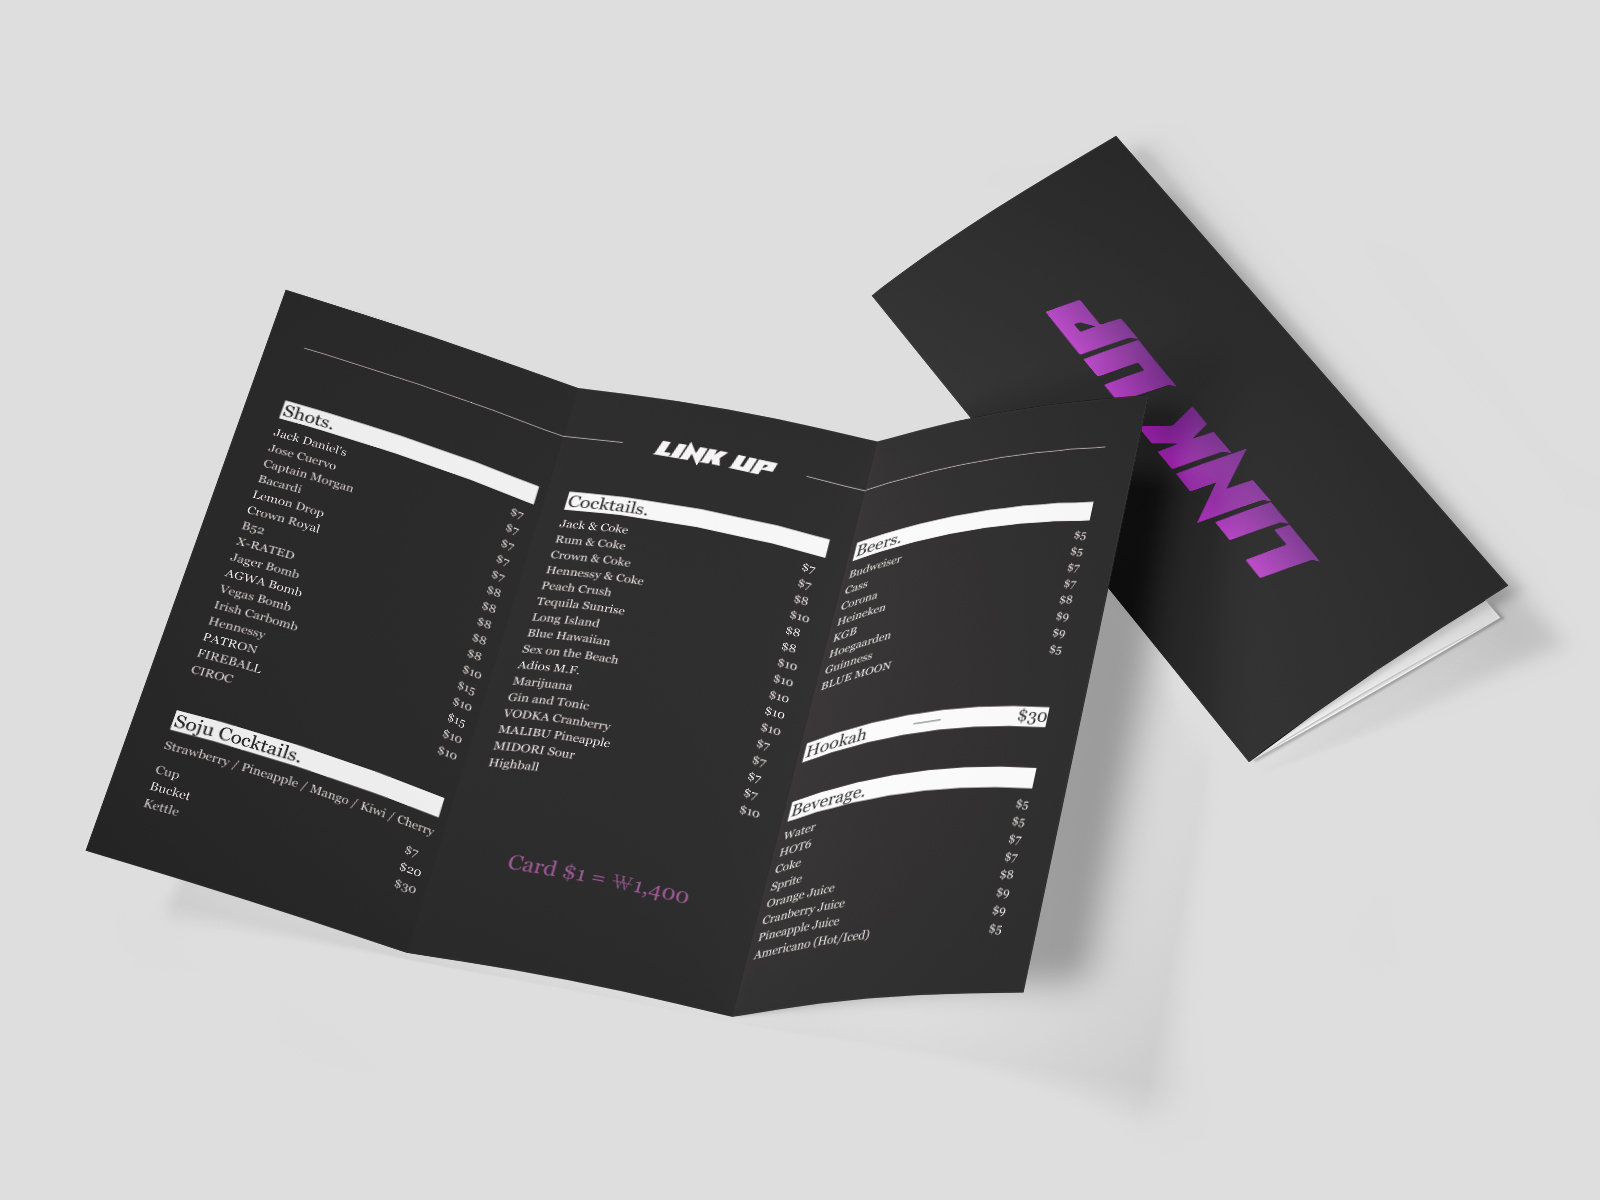 Shots.
Jack Daniel's $7
Jose Cuervo $7
Captain Morgan $7
Bacardi $7
Lemon Drop $7
Crown Royal $8
B52 $8
X-RATED $8
Jager Bomb $8
AGWA Bomb $8
Vegas Bomb $10
Irish Carbomb $15
Hennessy $10
PATRON $15
FIREBALL $10
CIROC $10
Soju Cocktails.
Strawberry / Pineapple / Mango / Kiwi / Cherry
Cup $7
Bucket $20
Kettle $30
LINK UP
Cocktails.
Jack & Coke $7
Rum & Coke $7
Crown & Coke $8
Hennessy & Coke $10
Peach Crush $8
Tequila Sunrise $8
Long Island $10
Blue Hawaiian $10
Sex on the Beach $10
Adios M.F. $10
Marijuana $10
Gin and Tonic $7
VODKA Cranberry $7
MALIBU Pineapple $7
MIDORI Sour $7
Highball $10
Card $1 = ₩1,400
Beers.
Budweiser $5
Cass $5
Corona $7
Heineken $7
KGB $8
Hoegaarden $9
Guinness $9
BLUE MOON $5
Hookah — $30
Beverage.
Water $5
HOT6 $5
Coke $7
Sprite $7
Orange Juice $8
Cranberry Juice $9
Pineapple Juice $9
Americano (Hot/Iced) $5
LINK UP